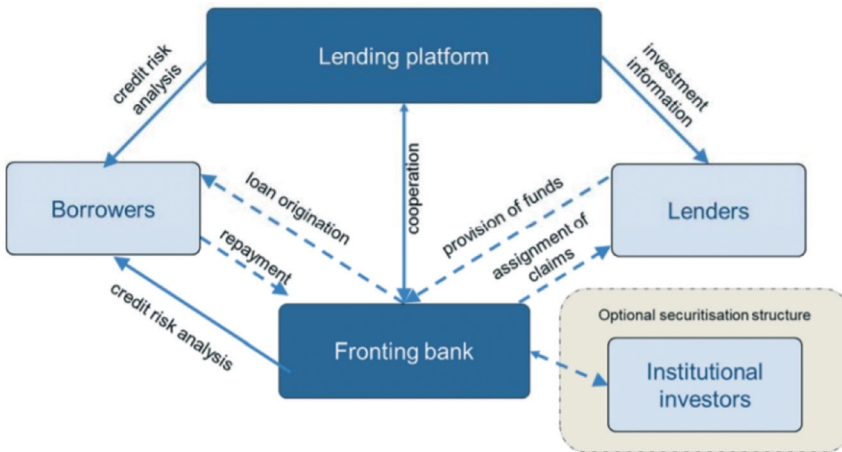 Lending platform
credit risk
analysis
investment
information
Borrowers
loan origination
repayment
cooperation
provision of funds
assignment of
claims
Lenders
credit risk analysis
Fronting bank
Optional securitisation structure
Institutional
investors